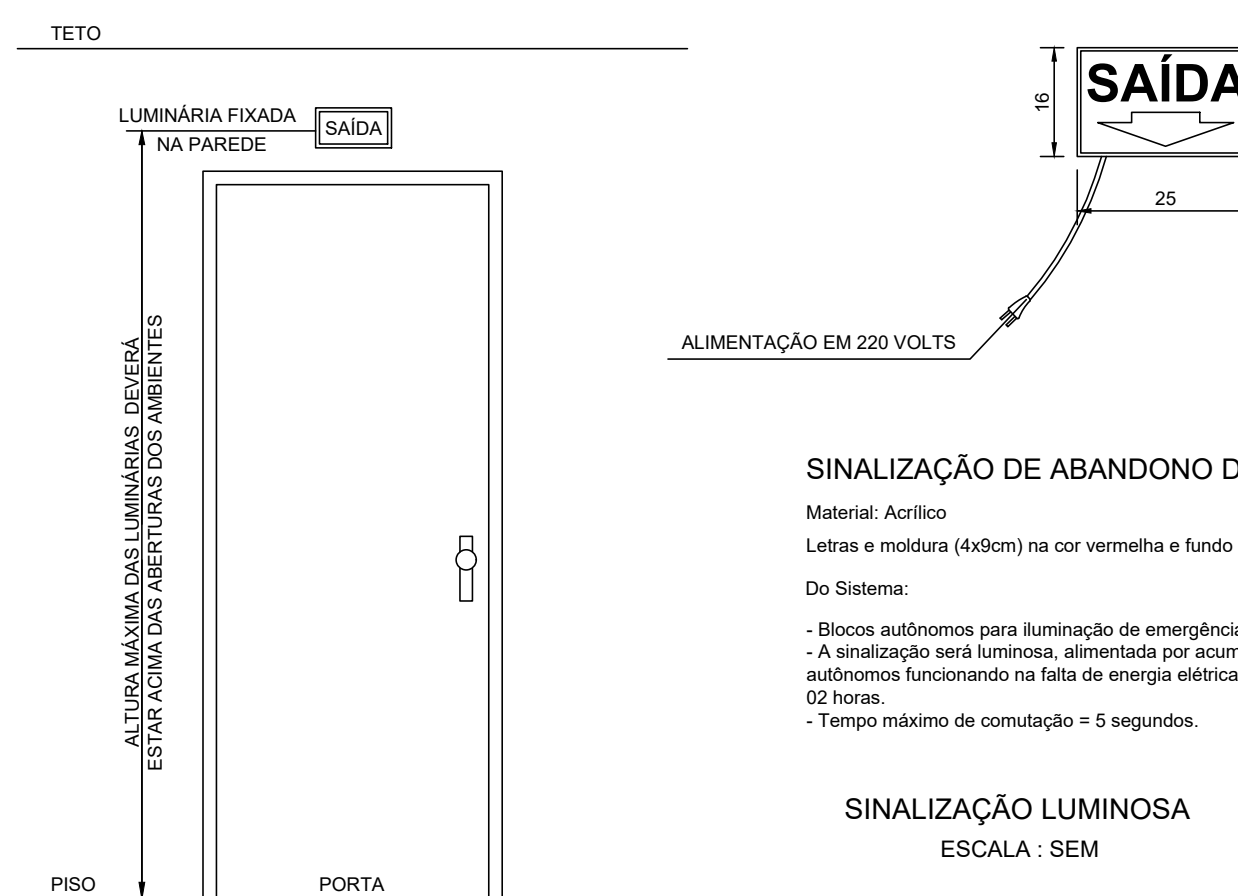 TETO
LUMINÁRIA FIXADA
NA PAREDE
SAÍDA
ALTURA MÁXIMA DAS LUMINÁRIAS DEVERÁ
ESTAR ACIMA DAS ABERTURAS DOS AMBIENTES
PISO
PORTA
16
SAÍDA
25
ALIMENTAÇÃO EM 220 VOLTS
SINALIZAÇÃO DE ABANDONO D
Material: Acrílico
Letras e moldura (4x9cm) na cor vermelha e fundo
Do Sistema:
- Blocos autônomos para iluminação de emergência
- A sinalização será luminosa, alimentada por acum
autônomos funcionando na falta de energia elétrica
02 horas.
- Tempo máximo de comutação = 5 segundos.
SINALIZAÇÃO LUMINOSA
ESCALA : SEM